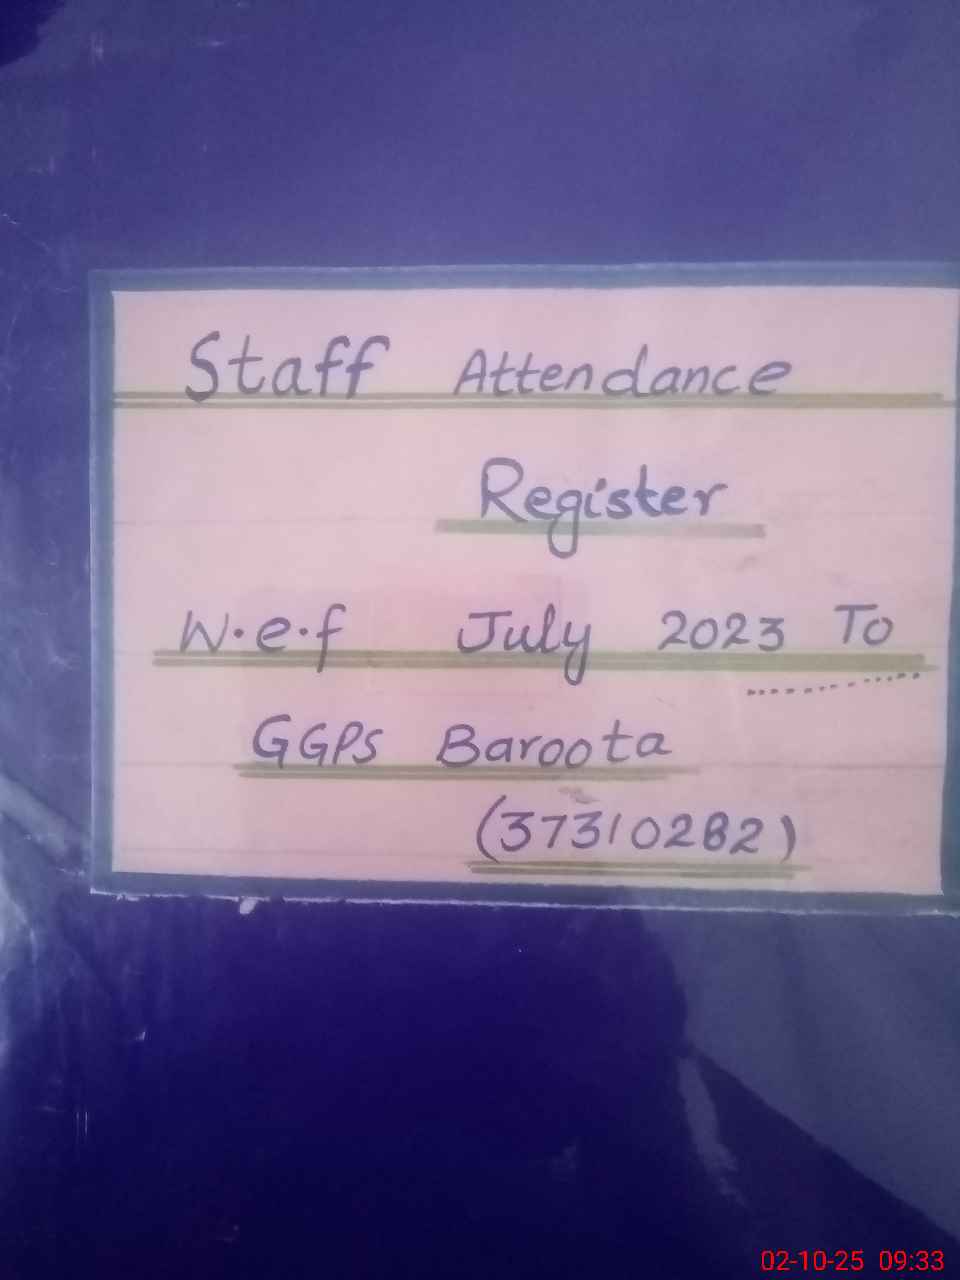 Staff Attendance
Register
W.e.f July 2023 To
GGPS Baroota
(37310282)
02-10-25 09:33